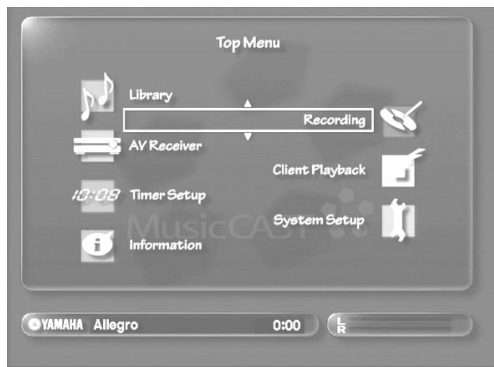 Top Menu
Library
Recording
AV Receiver
Client Playback
10:08 Timer Setup
System Setup
MusicCAST
i Information
YAMAHA Allegro 0:00 L
R